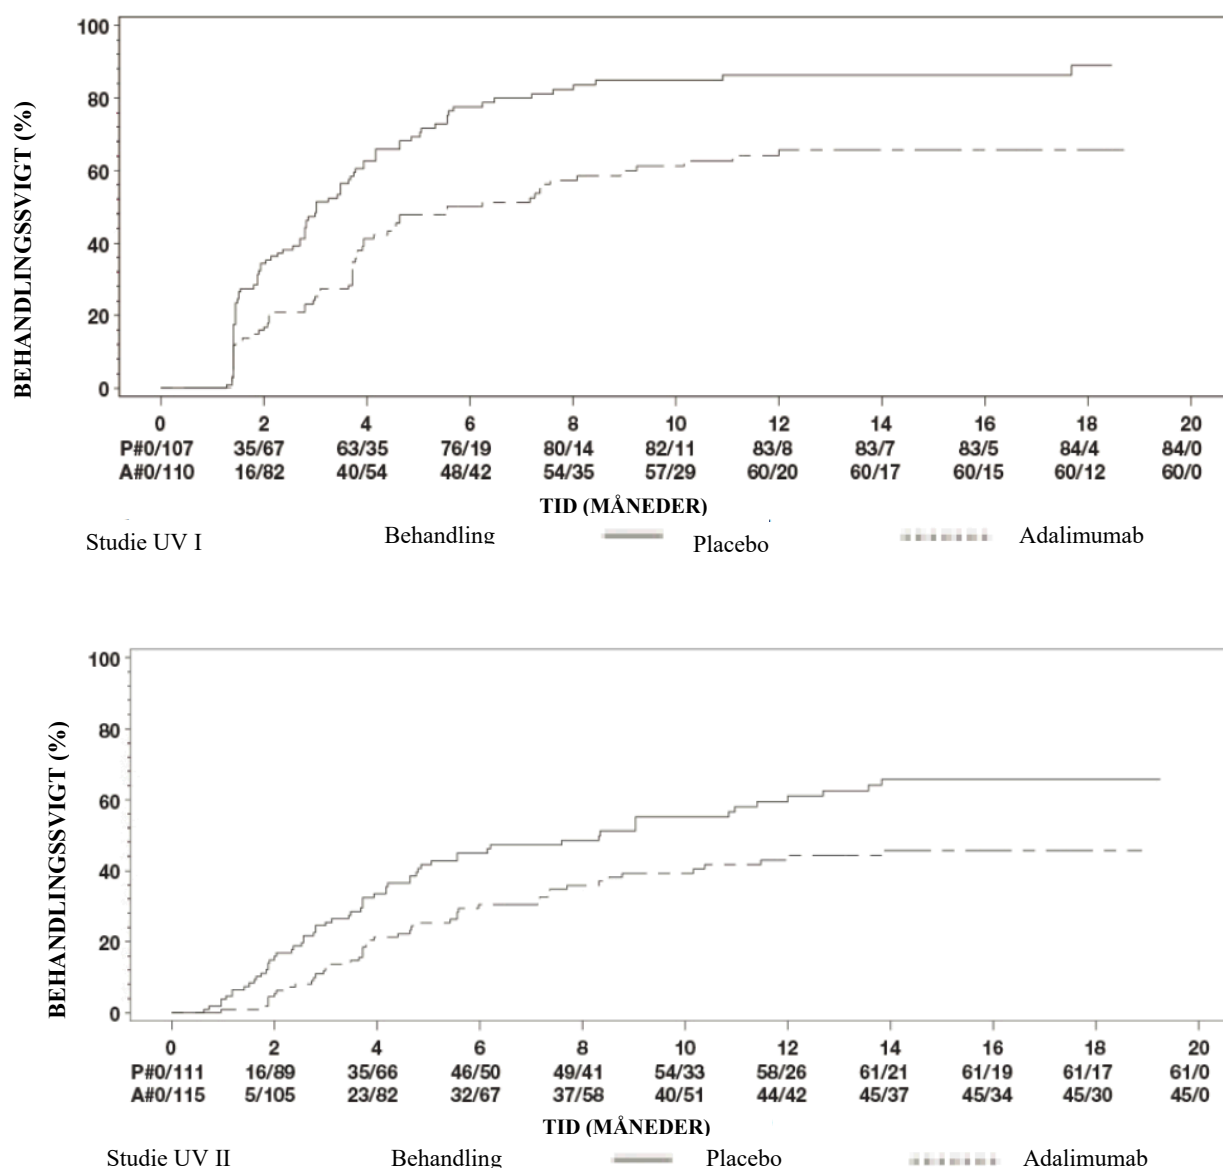 100
80
60
40
20
0
BEHANDLINGSSVIGT (%)
0 2 4 6 8 10 12 14 16 18 20
P#0/107 35/67 63/35 76/19 80/14 82/11 83/8 83/7 83/5 84/4 84/0
A#0/110 16/82 40/54 48/42 54/35 57/29 60/20 60/17 60/15 60/12 60/0
TID (MÅNEDER)
Studie UV I Behandling Placebo Adalimumab
100
80
60
40
20
0
BEHANDLINGSSVIGT (%)
0 2 4 6 8 10 12 14 16 18 20
P#0/111 16/89 35/66 46/50 49/41 54/33 58/26 61/21 61/19 61/17 61/0
A#0/115 5/105 23/82 32/67 37/58 40/51 44/42 45/37 45/34 45/30 45/0
TID (MÅNEDER)
Studie UV II Behandling Placebo Adalimumab